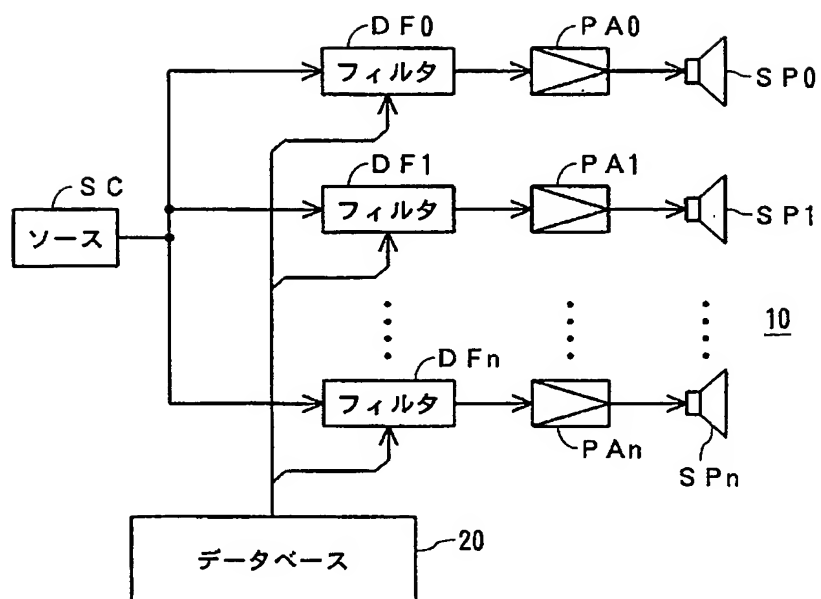 DF0
PA0
フィルタ
SP0
DF1
PA1
SC
フィルタ
SP1
ソース
10
DFn
フィルタ
PAn
SPn
20
データベース